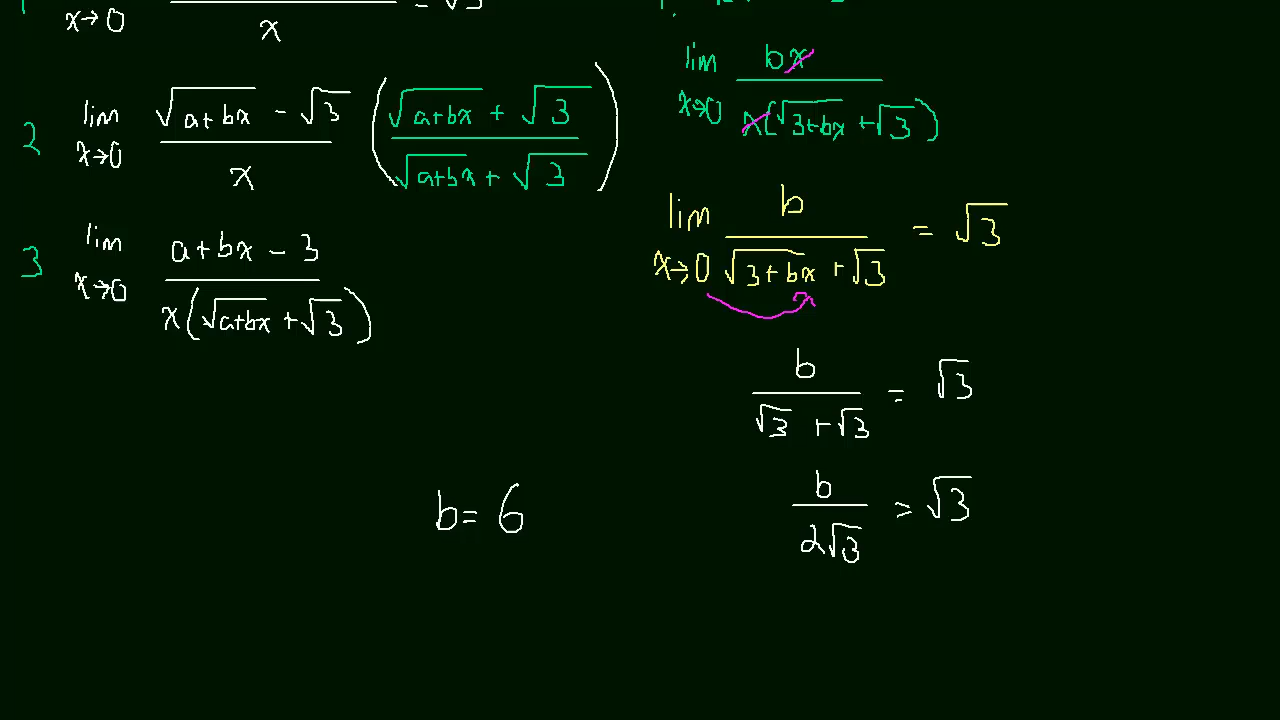 lim x→0 / x = √3
2 lim x→0 (√(a+bx) - √3) / x ((√(a+bx) + √3) / (√(a+bx) + √3))
3 lim x→0 (a+bx - 3) / (x(√(a+bx) + √3))
b = 6
lim x→0 bx / (x(√(3+bx) + √3))
lim x→0 b / (√(3+bx) + √3) = √3
b / (√3 + √3) = √3
b / (2√3) = √3